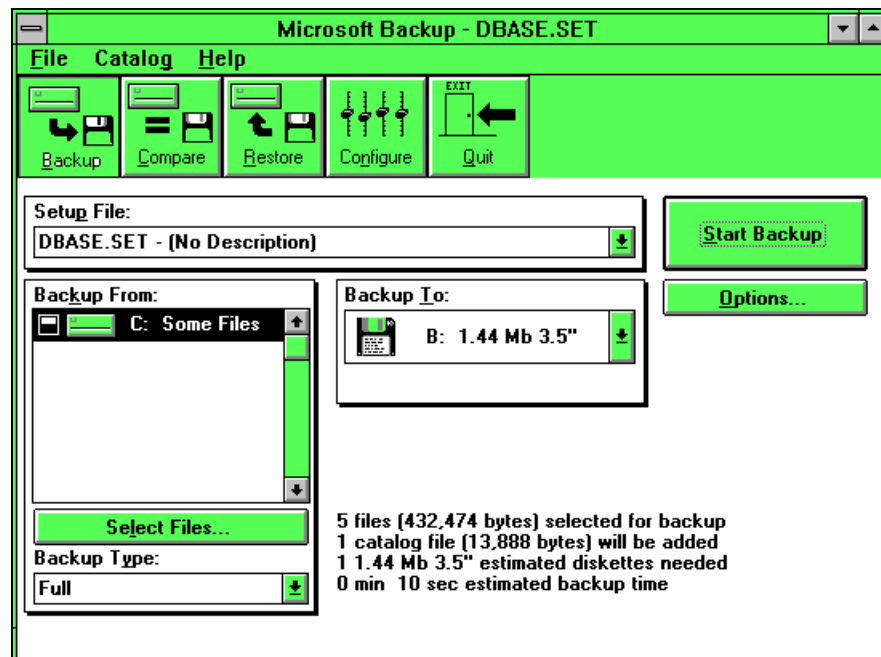 Microsoft Backup - DBASE.SET
File Catalog Help
EXIT
Backup Compare Restore Configure Quit
Setup File:
DBASE.SET - (No Description)
Start Backup
Backup From:
Backup To:
Options...
C: Some Files
B: 1.44 Mb 3.5"
Select Files...
Backup Type:
Full
5 files (432,474 bytes) selected for backup
1 catalog file (13,888 bytes) will be added
1 1.44 Mb 3.5" estimated diskettes needed
0 min 10 sec estimated backup time